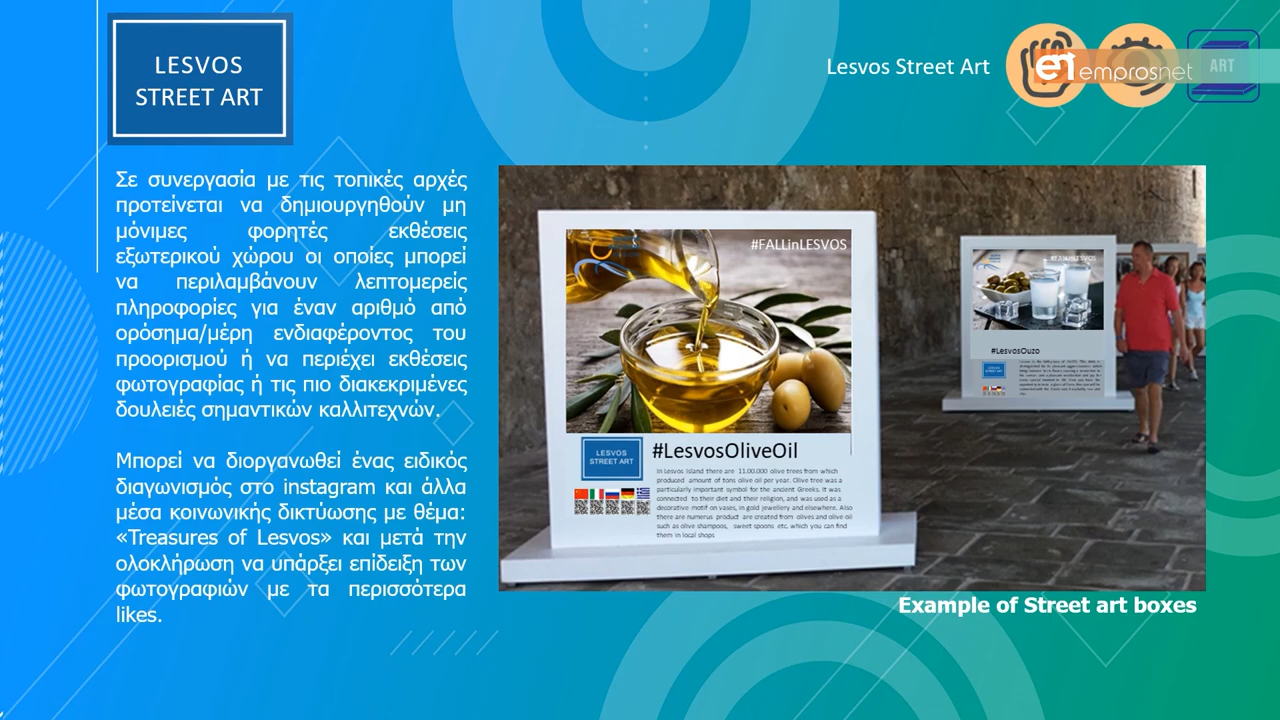 LESVOS
STREET ART
Lesvos Street Art
emprosnet
ART
Σε συνεργασία με τις τοπικές αρχές
προτείνεται να δημιουργηθούν μη
μόνιμες φορητές εκθέσεις
εξωτερικού χώρου οι οποίες μπορεί
να περιλαμβάνουν λεπτομερείς
πληροφορίες για έναν αριθμό από
ορόσημα/μέρη ενδιαφέροντος του
προορισμού ή να περιέχει εκθέσεις
φωτογραφίας ή τις πιο διακεκριμένες
δουλειές σημαντικών καλλιτεχνών.
Μπορεί να διοργανωθεί ένας ειδικός
διαγωνισμός στο instagram και άλλα
μέσα κοινωνικής δικτύωσης με θέμα:
«Treasures of Lesvos» και μετά την
ολοκλήρωση να υπάρξει επίδειξη των
φωτογραφιών με τα περισσότερα
likes.
#FALLinLESVOS
LESVOS
STREET ART
#LesvosOliveOil
In Lesvos Island there are 11.00.000 olive trees from which
produced amount of tons olive oil per year. Olive tree was a
particularly important symbol for the ancient Greeks. It was
connected to their diet and their religion, and was used as a
decorative motif on vases, in gold jewellery and elsewhere. Also
there are numerus product are created from olives and olive oil
such as olive shampoos, sweet spoons etc. which you can find
them in local shops
#FALLinLESVOS
#LesvosOuzo
Example of Street art boxes